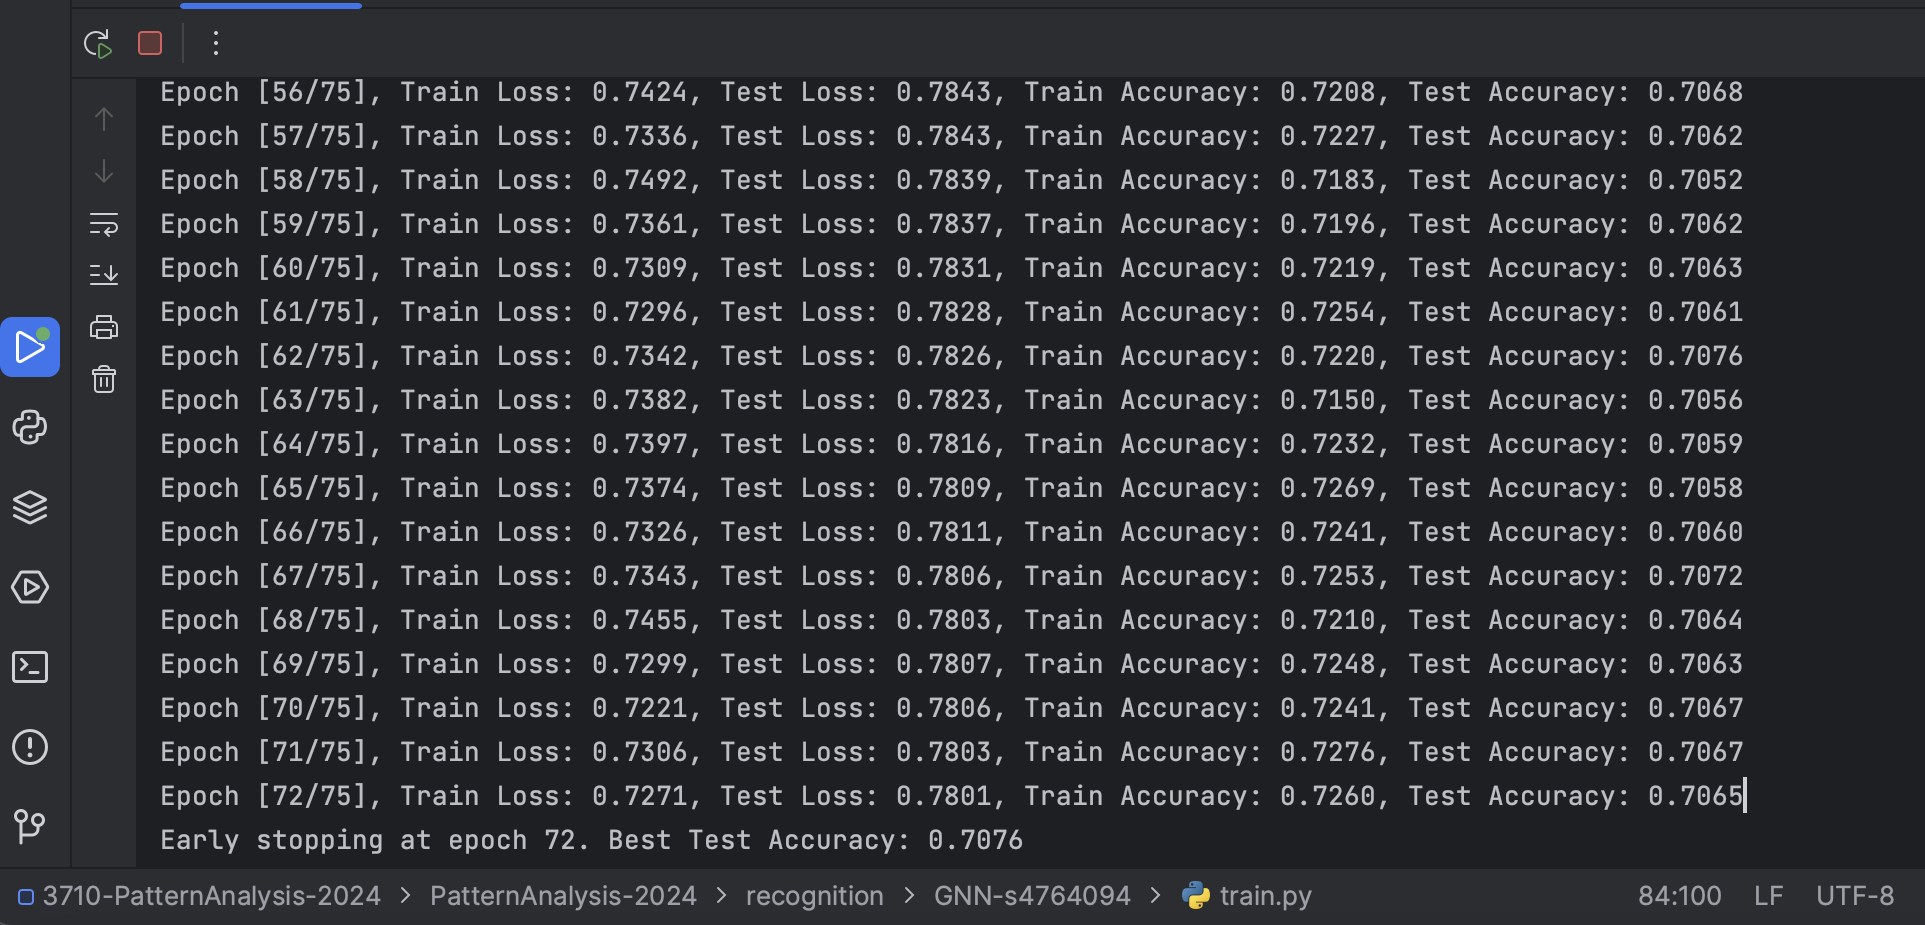 Epoch [56/75], Train Loss: 0.7424, Test Loss: 0.7843, Train Accuracy: 0.7208, Test Accuracy: 0.7068
Epoch [57/75], Train Loss: 0.7336, Test Loss: 0.7843, Train Accuracy: 0.7227, Test Accuracy: 0.7062
Epoch [58/75], Train Loss: 0.7492, Test Loss: 0.7839, Train Accuracy: 0.7183, Test Accuracy: 0.7052
Epoch [59/75], Train Loss: 0.7361, Test Loss: 0.7837, Train Accuracy: 0.7196, Test Accuracy: 0.7062
Epoch [60/75], Train Loss: 0.7309, Test Loss: 0.7831, Train Accuracy: 0.7219, Test Accuracy: 0.7063
Epoch [61/75], Train Loss: 0.7296, Test Loss: 0.7828, Train Accuracy: 0.7254, Test Accuracy: 0.7061
Epoch [62/75], Train Loss: 0.7342, Test Loss: 0.7826, Train Accuracy: 0.7220, Test Accuracy: 0.7076
Epoch [63/75], Train Loss: 0.7382, Test Loss: 0.7823, Train Accuracy: 0.7150, Test Accuracy: 0.7056
Epoch [64/75], Train Loss: 0.7397, Test Loss: 0.7816, Train Accuracy: 0.7232, Test Accuracy: 0.7059
Epoch [65/75], Train Loss: 0.7374, Test Loss: 0.7809, Train Accuracy: 0.7269, Test Accuracy: 0.7058
Epoch [66/75], Train Loss: 0.7326, Test Loss: 0.7811, Train Accuracy: 0.7241, Test Accuracy: 0.7060
Epoch [67/75], Train Loss: 0.7343, Test Loss: 0.7806, Train Accuracy: 0.7253, Test Accuracy: 0.7072
Epoch [68/75], Train Loss: 0.7455, Test Loss: 0.7803, Train Accuracy: 0.7210, Test Accuracy: 0.7064
Epoch [69/75], Train Loss: 0.7299, Test Loss: 0.7807, Train Accuracy: 0.7248, Test Accuracy: 0.7063
Epoch [70/75], Train Loss: 0.7221, Test Loss: 0.7806, Train Accuracy: 0.7241, Test Accuracy: 0.7067
Epoch [71/75], Train Loss: 0.7306, Test Loss: 0.7803, Train Accuracy: 0.7276, Test Accuracy: 0.7067
Epoch [72/75], Train Loss: 0.7271, Test Loss: 0.7801, Train Accuracy: 0.7260, Test Accuracy: 0.7065
Early stopping at epoch 72. Best Test Accuracy: 0.7076
3710-PatternAnalysis-2024 > PatternAnalysis-2024 > recognition > GNN-s4764094 > train.py 84:100 LF UTF-8